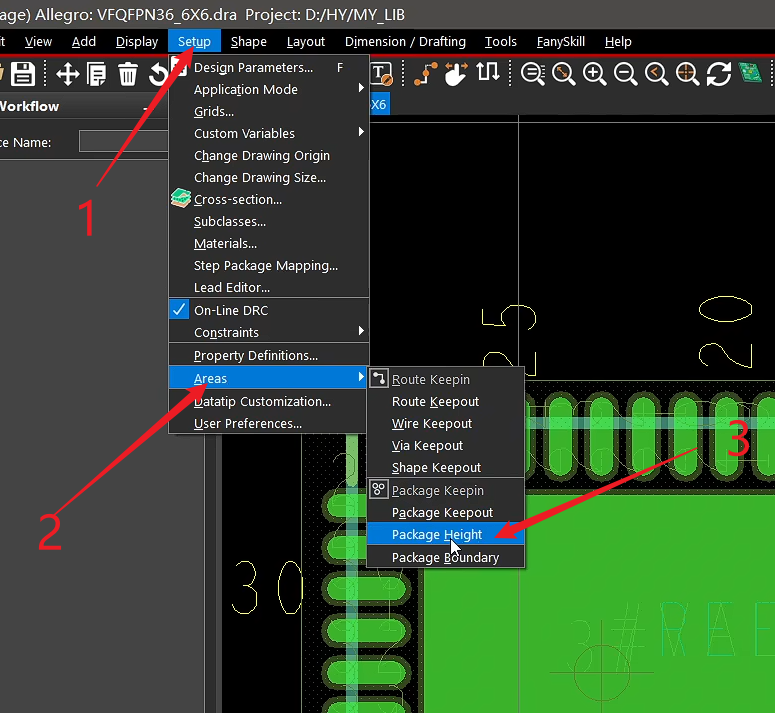 age) Allegro: VFQFPN36_6X6.dra Project: D:/HY/MY_LIB
it View Add Display Setup Shape Layout Dimension / Drafting Tools FanySkill Help
Workflow
X6
ce Name:
Design Parameters... F
Application Mode
Grids...
Custom Variables
Change Drawing Origin
Change Drawing Size...
Cross-section...
Subclasses...
Materials...
Step Package Mapping...
Lead Editor...
On-Line DRC
Constraints
Property Definitions...
Areas
Datatip Customization...
User Preferences...
Route Keepin
Route Keepout
Wire Keepout
Via Keepout
Shape Keepout
Package Keepin
Package Keepout
Package Height
Package Boundary
1
2
3
25
20
30